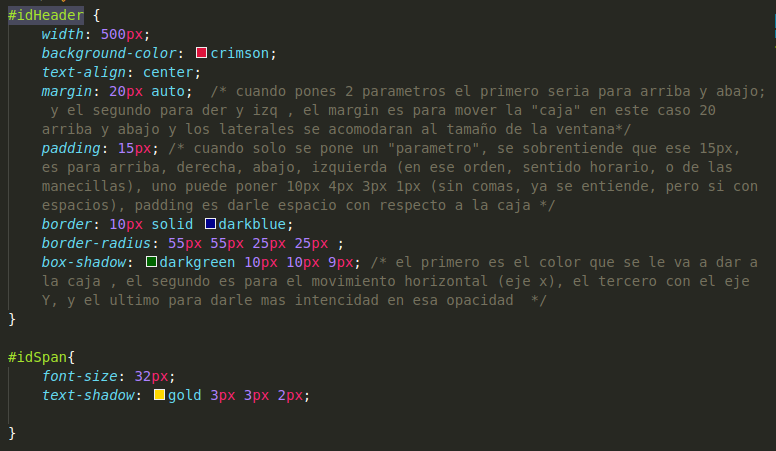 #idHeader {
width: 500px;
background-color: crimson;
text-align: center;
margin: 20px auto;  /* cuando pones 2 parametros el primero seria para arriba y abajo;
y el segundo para der y izq , el margin es para mover la "caja" en este caso 20
arriba y abajo y los laterales se acomodaran al tamaño de la ventana*/
padding: 15px; /* cuando solo se pone un "parametro", se sobrentiende que ese 15px,
es para arriba, derecha, abajo, izquierda (en ese orden, sentido horario, o de las
manecillas), uno puede poner 10px 4px 3px 1px (sin comas, ya se entiende, pero si con
espacios), padding es darle espacio con respecto a la caja */
border: 10px solid darkblue;
border-radius: 55px 55px 25px 25px ;
box-shadow: darkgreen 10px 10px 9px; /* el primero es el color que se le va a dar a
la caja , el segundo es para el movimiento horizontal (eje x), el tercero con el eje
Y, y el ultimo para darle mas intencidad en esa opacidad  */
}
#idSpan{
font-size: 32px;
text-shadow: gold 3px 3px 2px;
}